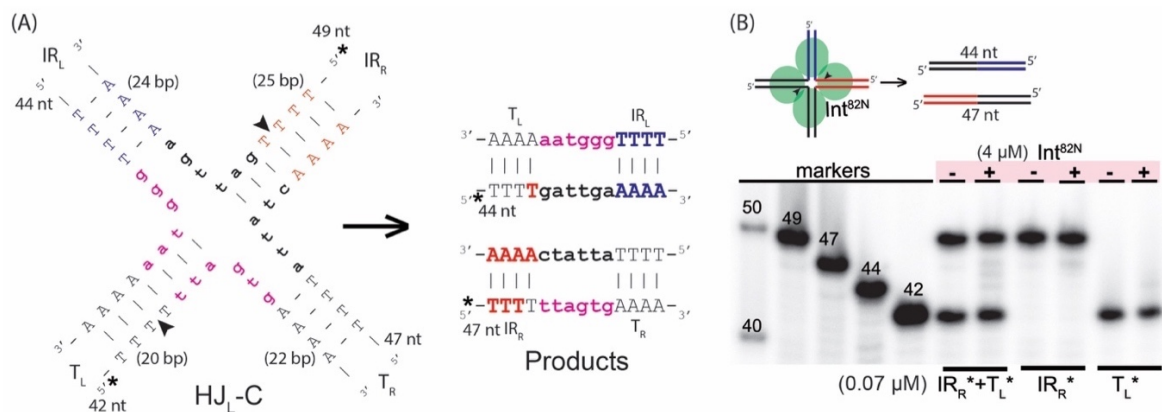 (A)
3'
IR_L
5'
44 nt
(24 bp)
49 nt
5' *
IR_R
(25 bp)
3'
A A A A a g t t a g T T T T
T T T T g g g t a a A A A A
A A A A c t a t t a T T T T
T T T T t t a g t g A A A A
3'
T_L
5' *
42 nt
(20 bp)
(22 bp)
47 nt
5'
T_R
3'
HJ_L-C
T_L IR_L
3' –AAAAaatgggTTTT– 5'
5' * –TTTTgattgaAAAA– 3'
44 nt
3' –AAAActattaTTTT– 5'
5' * –TTTTttagtgAAAA– 3'
47 nt IR_R T_R
Products
(B)
5'
5'
5'
5'
Int^82N
44 nt
5'
5'
5'
5'
47 nt
(4 µM) Int^82N
markers - + - + - +
50
49
47
44
42
40
(0.07 µM) IR_R*+T_L* IR_R* T_L*